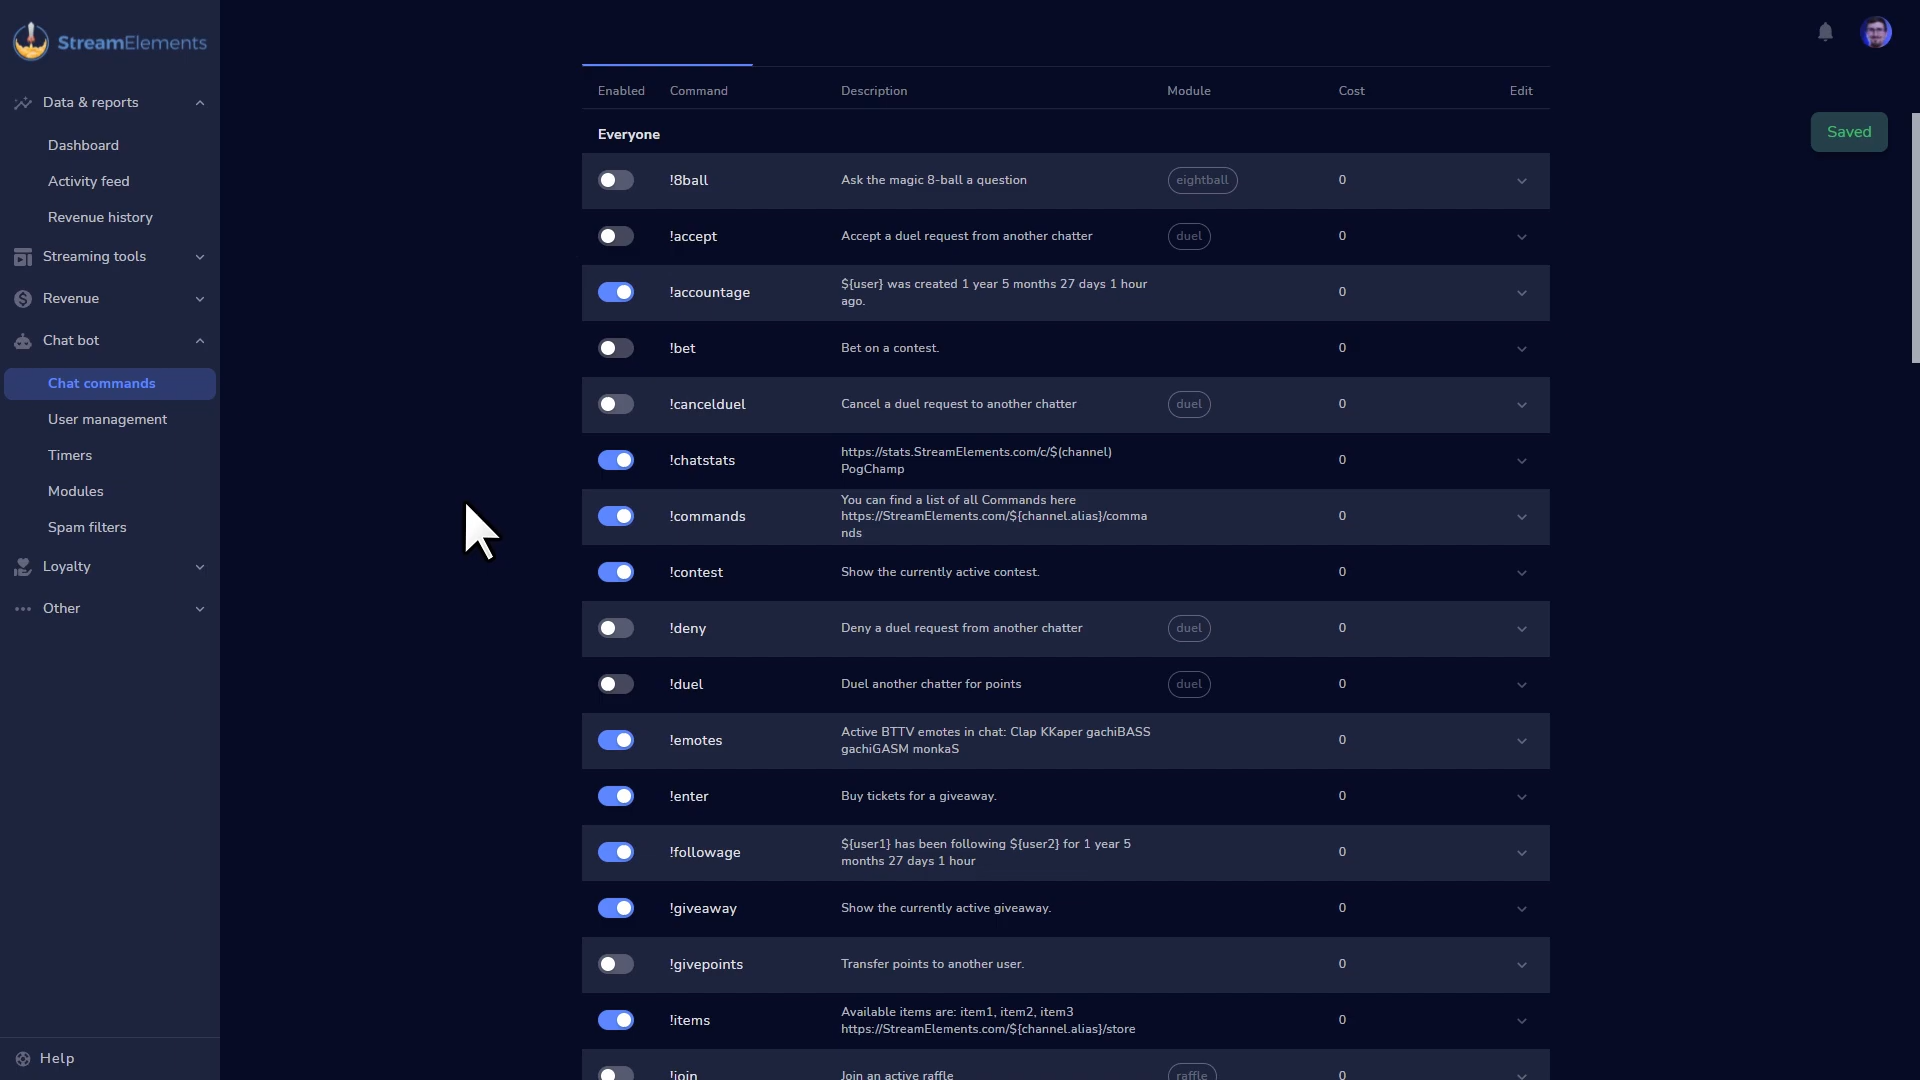 StreamElements
Data & reports
Dashboard
Activity feed
Revenue history
Streaming tools
Revenue
Chat bot
Chat commands
User management
Timers
Modules
Spam filters
Loyalty
Other
Help
Enabled Command Description Module Cost Edit
Saved
Everyone
!8ball Ask the magic 8-ball a question eightball 0
!accept Accept a duel request from another chatter duel 0
!accountage ${user} was created 1 year 5 months 27 days 1 hour 0
ago.
!bet Bet on a contest. 0
!cancelduel Cancel a duel request to another chatter duel 0
!chatstats https://stats.StreamElements.com/c/$(channel) 0
PogChamp
You can find a list of all Commands here
!commands https://StreamElements.com/${channel.alias}/comma 0
nds
!contest Show the currently active contest. 0
!deny Deny a duel request from another chatter duel 0
!duel Duel another chatter for points duel 0
!emotes Active BTTV emotes in chat: Clap KKaper gachiBASS 0
gachiGASM monkaS
!enter Buy tickets for a giveaway. 0
!followage ${user1} has been following ${user2} for 1 year 5 0
months 27 days 1 hour
!giveaway Show the currently active giveaway. 0
!givepoints Transfer points to another user. 0
!items Available items are: item1, item2, item3 0
https://StreamElements.com/${channel.alias}/store
!join Join an active raffle raffle 0